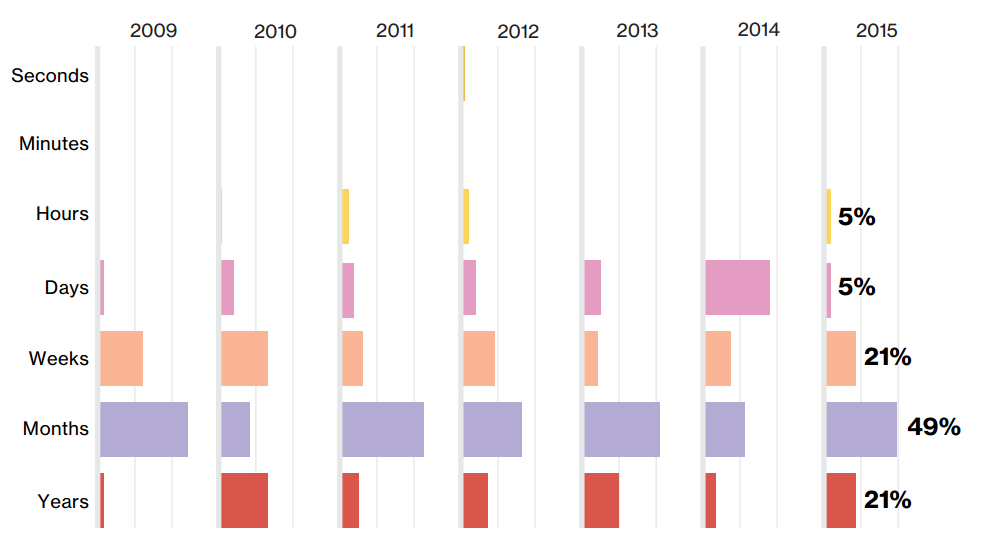 2009 2010 2011 2012 2013 2014 2015
Seconds
Minutes
Hours 5%
Days 5%
Weeks 21%
Months 49%
Years 21%